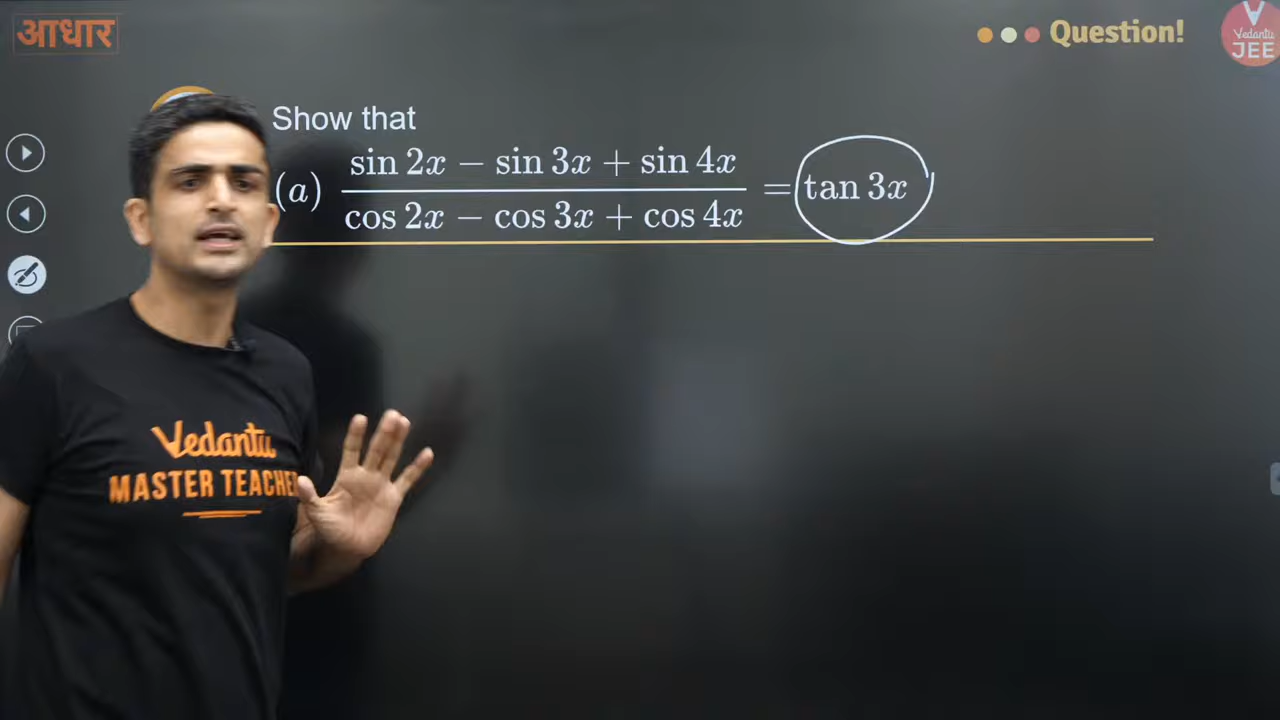 आधार
Question!
Vedantu
JEE
Show that
(a) \frac{\sin 2x - \sin 3x + \sin 4x}{\cos 2x - \cos 3x + \cos 4x} = \tan 3x
Vedantu
MASTER TEACHER